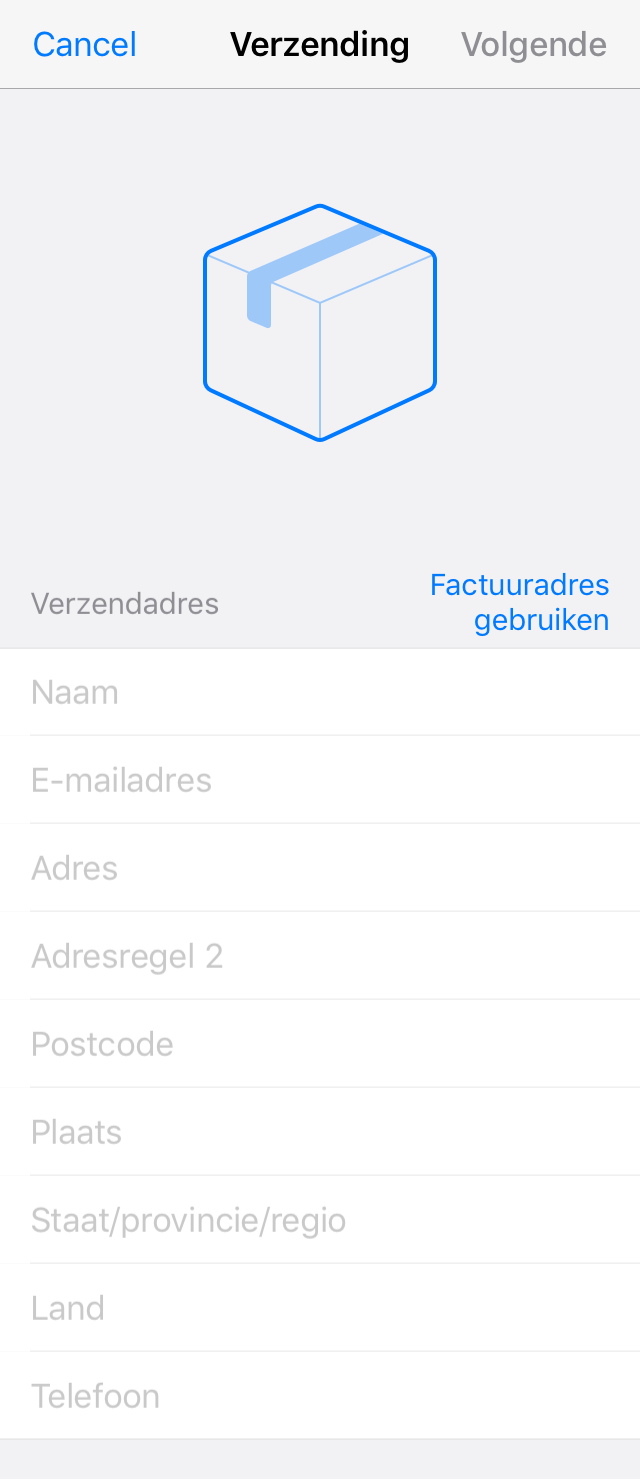 Cancel Verzending Volgende
Verzendadres
Factuuradres
gebruiken
Naam
E-mailadres
Adres
Adresregel 2
Postcode
Plaats
Staat/provincie/regio
Land
Telefoon